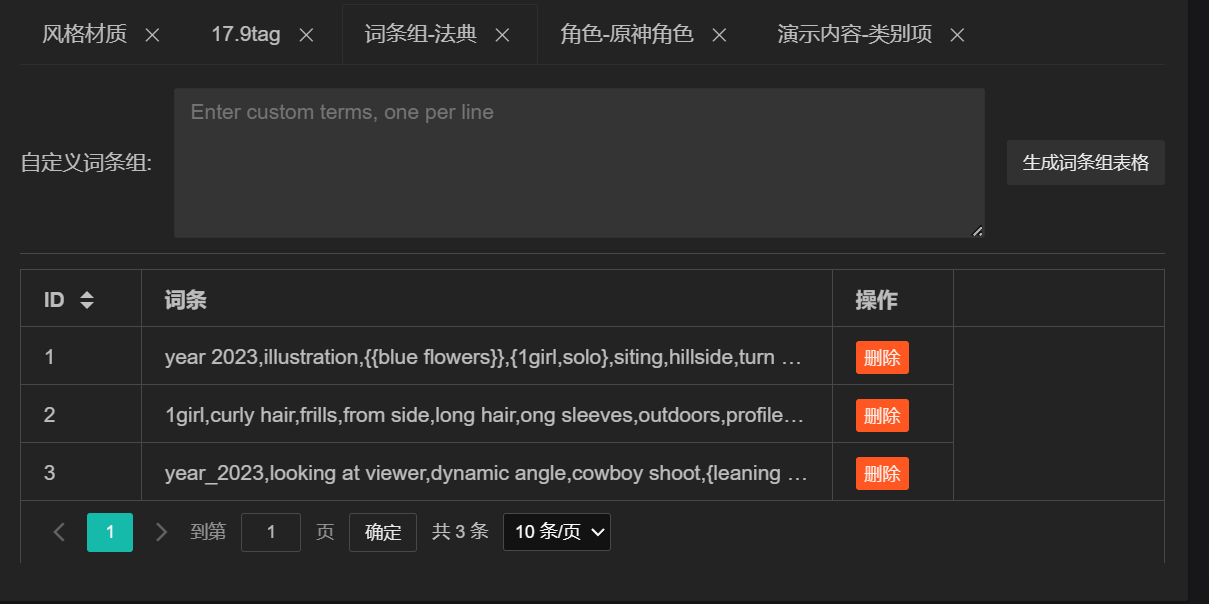 风格材质 × 17.9tag × 词条组-法典 × 角色-原神角色 × 演示内容-类别项 ×
Enter custom terms, one per line
自定义词条组:
生成词条组表格
ID 词条 操作
1 year 2023,illustration,{{blue flowers}},{1girl,solo},siting,hillside,turn … 删除
2 1girl,curly hair,frills,from side,long hair,ong sleeves,outdoors,profile… 删除
3 year_2023,looking at viewer,dynamic angle,cowboy shoot,{leaning … 删除
< 1 > 到第 1 页 确定 共 3 条 10 条/页